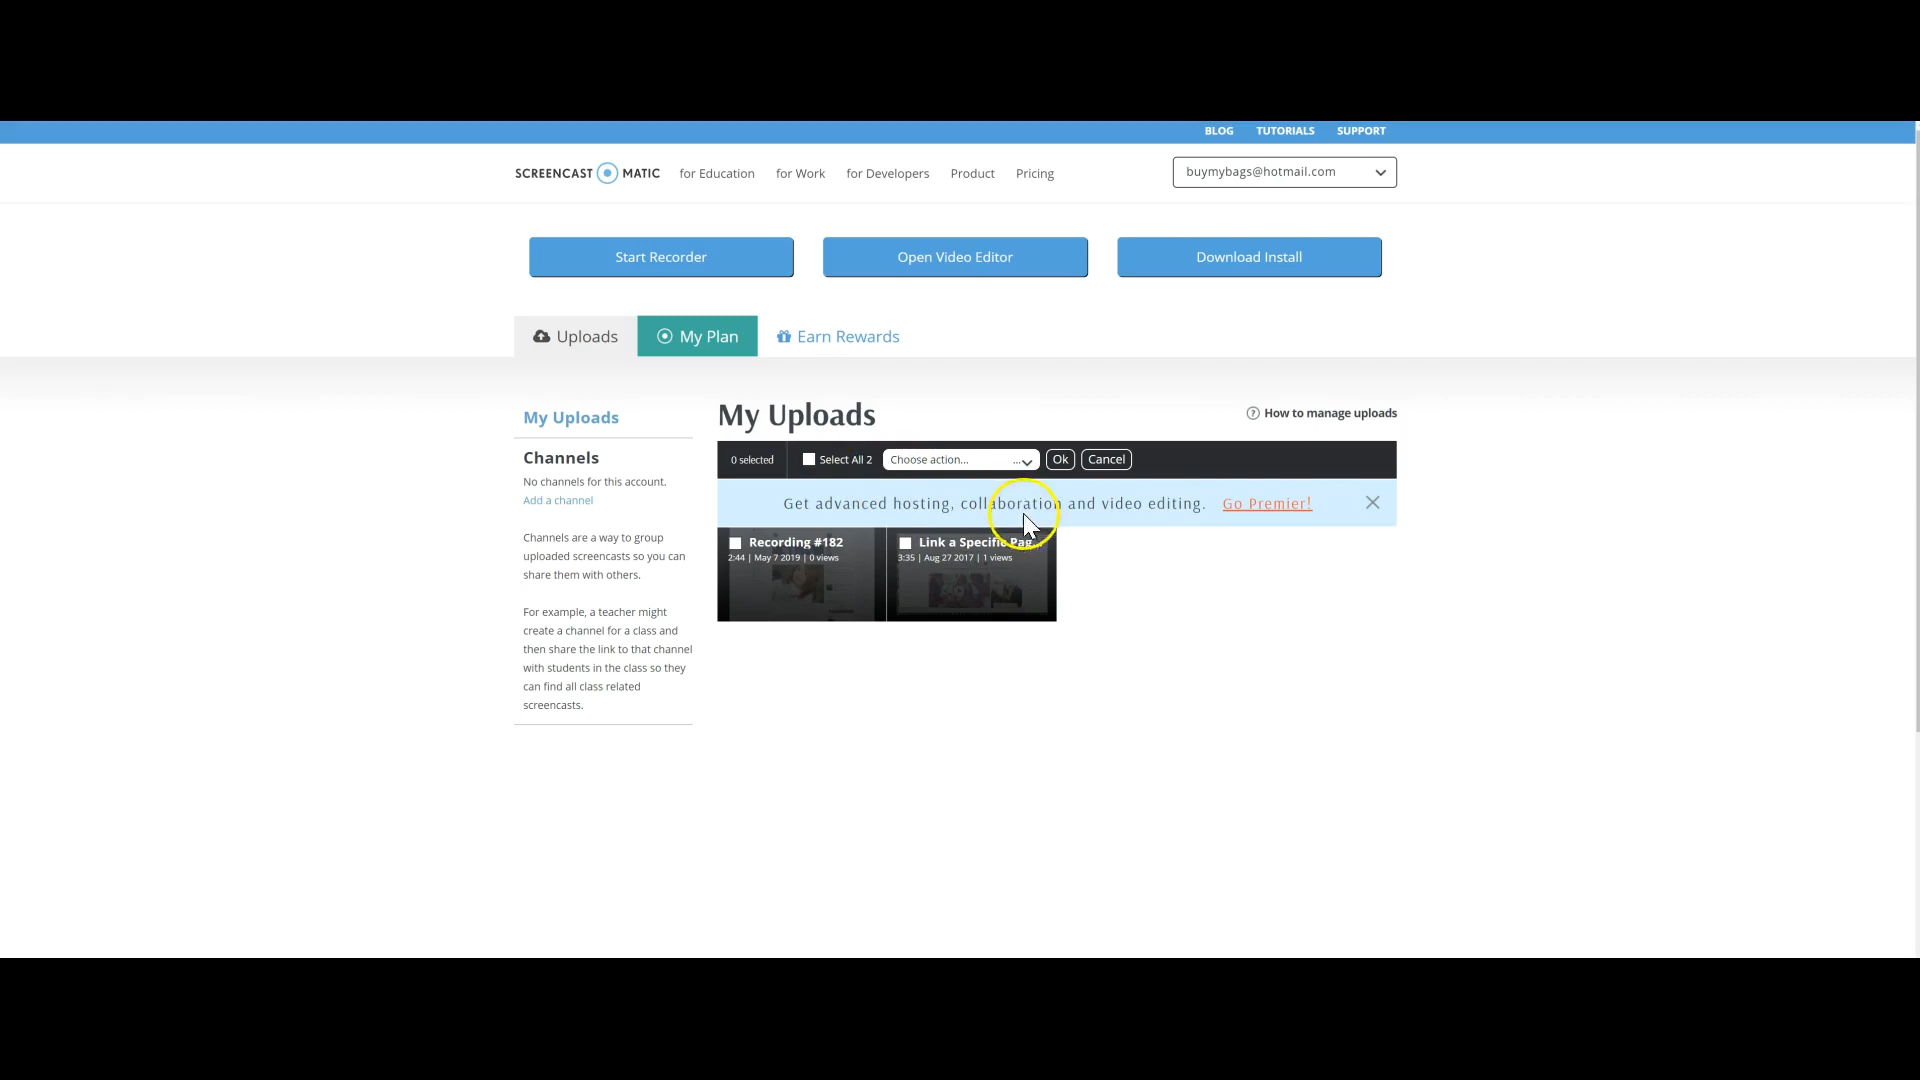 BLOG TUTORIALS SUPPORT
SCREENCAST MATIC for Education for Work for Developers Product Pricing buymybags@hotmail.com
Start Recorder Open Video Editor Download Install
Uploads My Plan Earn Rewards
My Uploads
Channels
No channels for this account.
Add a channel
Channels are a way to group
uploaded screencasts so you can
share them with others.
For example, a teacher might
create a channel for a class and
then share the link to that channel
with students in the class so they
can find all class related
screencasts.
My Uploads
? How to manage uploads
0 selected Select All 2 Choose action... ... Ok Cancel
Get advanced hosting, collaboration and video editing. Go Premier!
Recording #182
2:44 | May 7 2019 | 0 views
Link a Specific Pag...
3:35 | Aug 27 2017 | 1 views